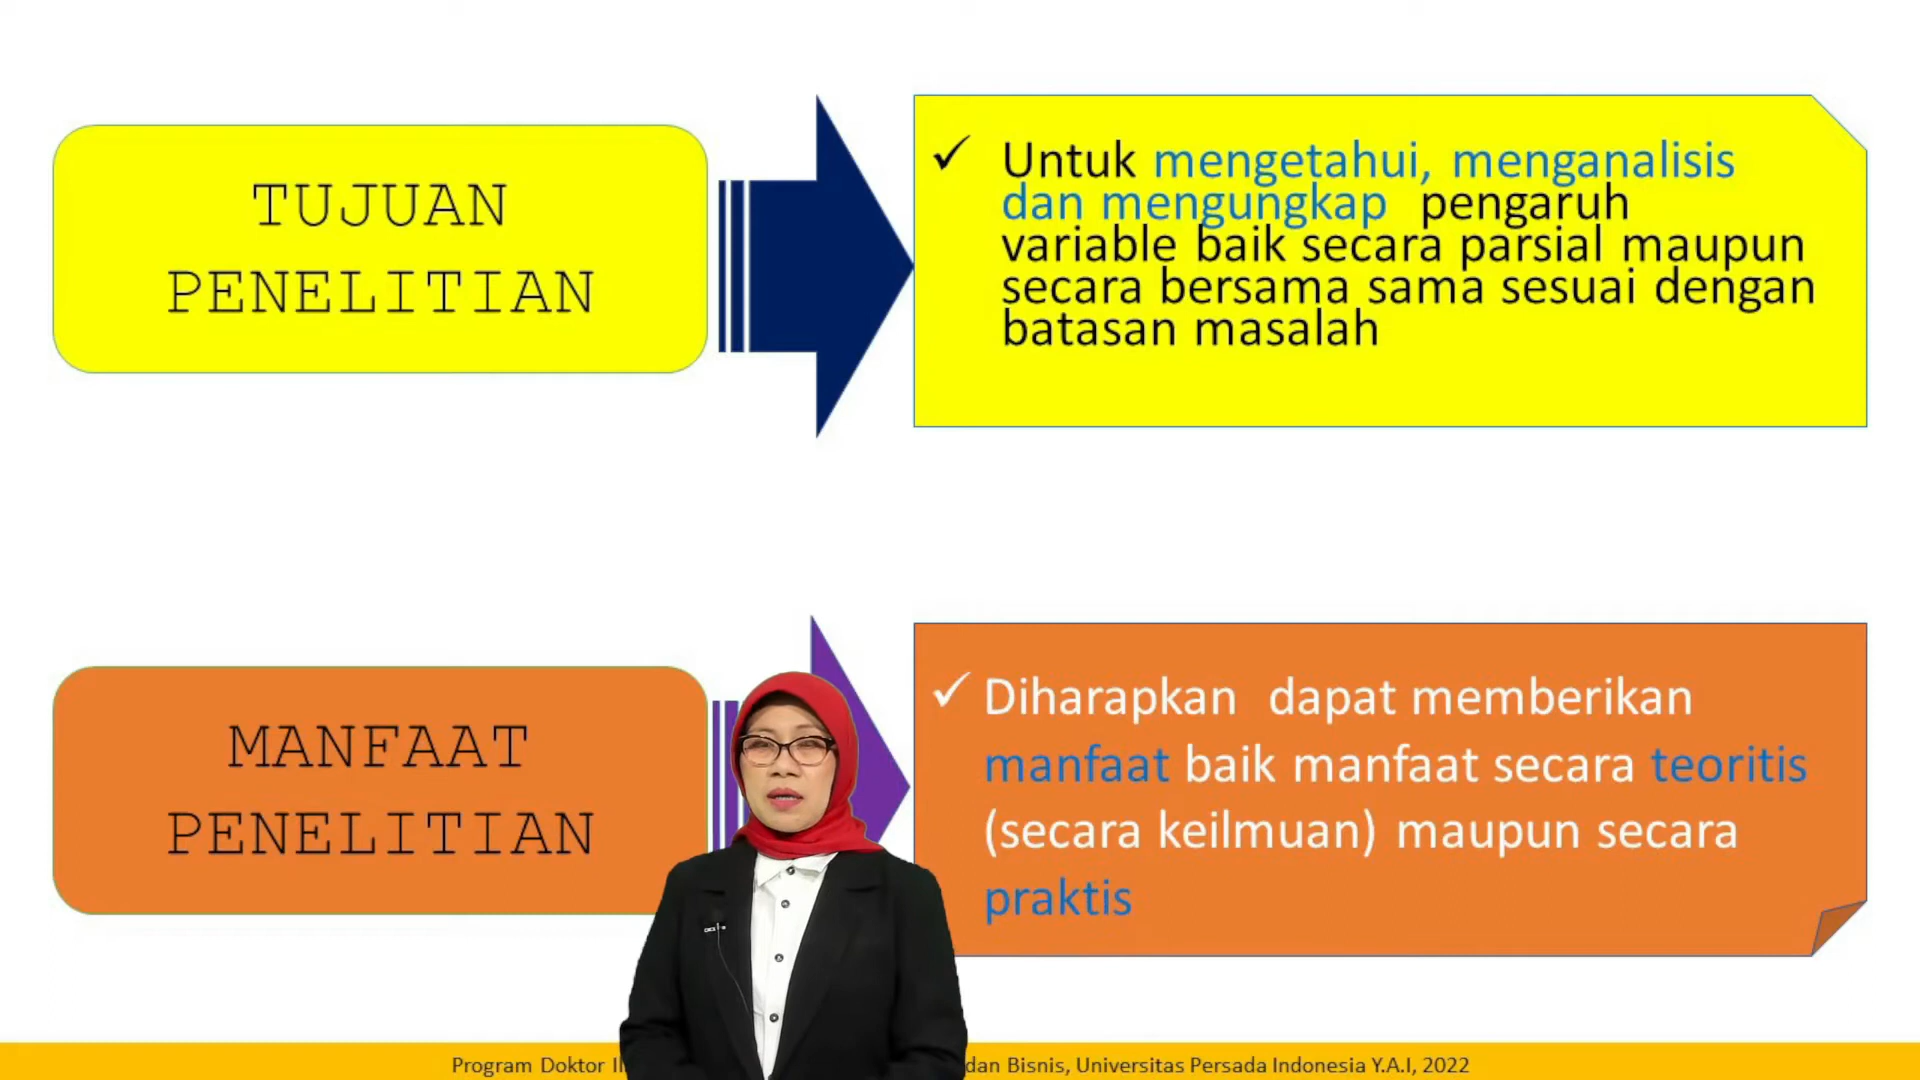 TUJUAN
PENELITIAN
✓ Untuk mengetahui, menganalisis
dan mengungkap pengaruh
variable baik secara parsial maupun
secara bersama sama sesuai dengan
batasan masalah
MANFAAT
PENELITIAN
✓ Diharapkan dapat memberikan
manfaat baik manfaat secara teoritis
(secara keilmuan) maupun secara
praktis
Program Doktor dan Bisnis, Universitas Persada Indonesia Y.A.I, 2022